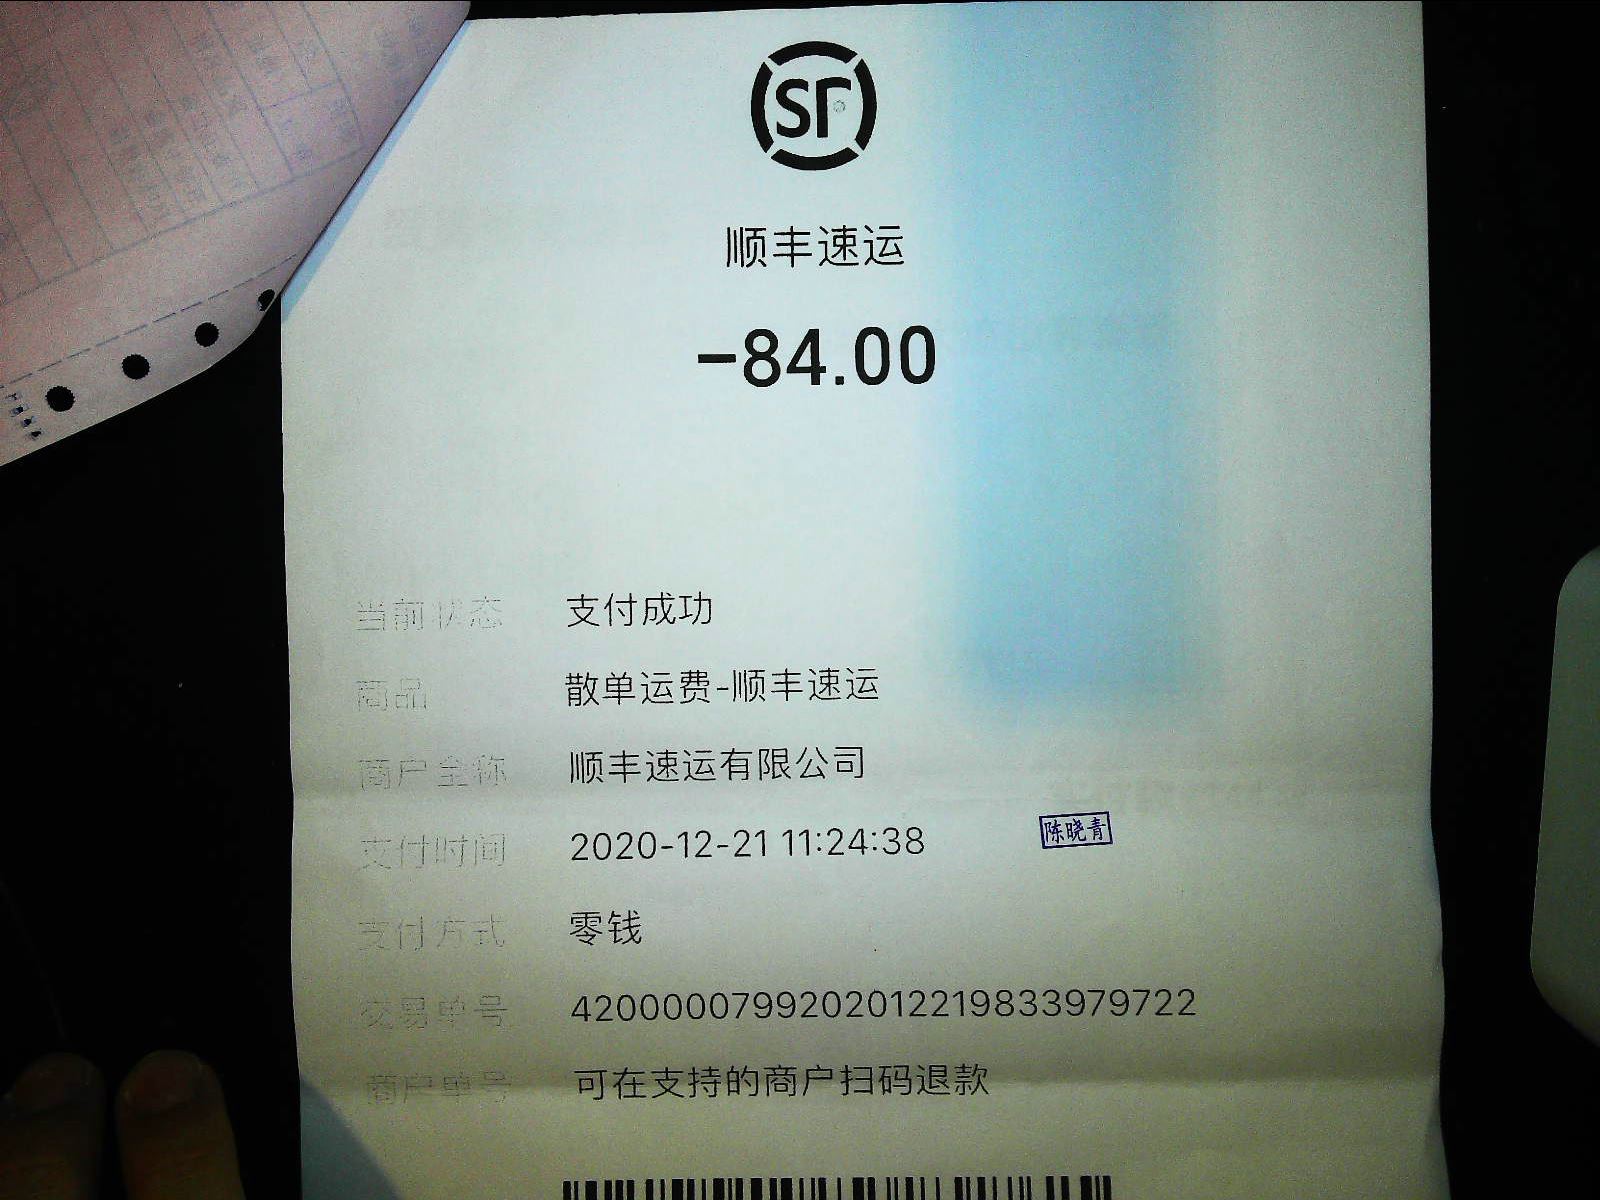 SF
顺丰速运
-84.00
当前状态 支付成功
商品 散单运费-顺丰速运
商户全称 顺丰速运有限公司
支付时间 2020-12-21 11:24:38
陈晓青
支付方式 零钱
交易单号 4200000799202012219833979722
商户单号 可在支持的商户扫码退款